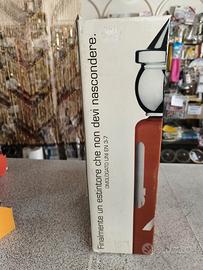 Finalmente un estintore che non devi nascondere.
OMOLOGATO UNI EN 3-7